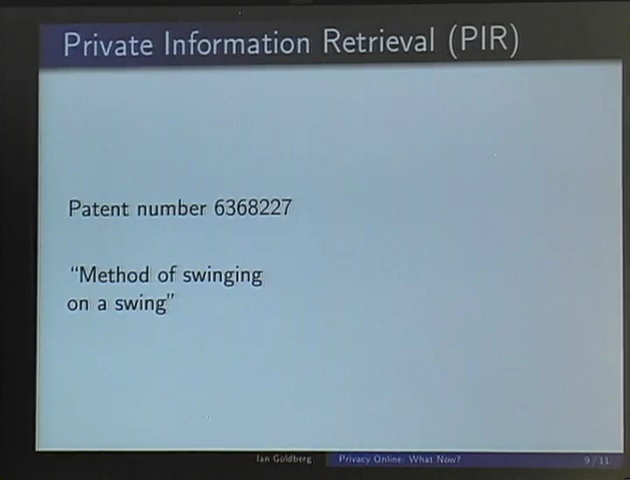 Private Information Retrieval (PIR)
Patent number 6368227
“Method of swinging
on a swing”
Ian Goldberg
Privacy Online: What Now?
9 / 11